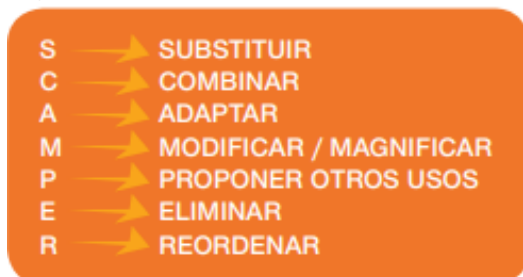 S SUBSTITUIR
C COMBINAR
A ADAPTAR
M MODIFICAR / MAGNIFICAR
P PROPONER OTROS USOS
E ELIMINAR
R REORDENAR